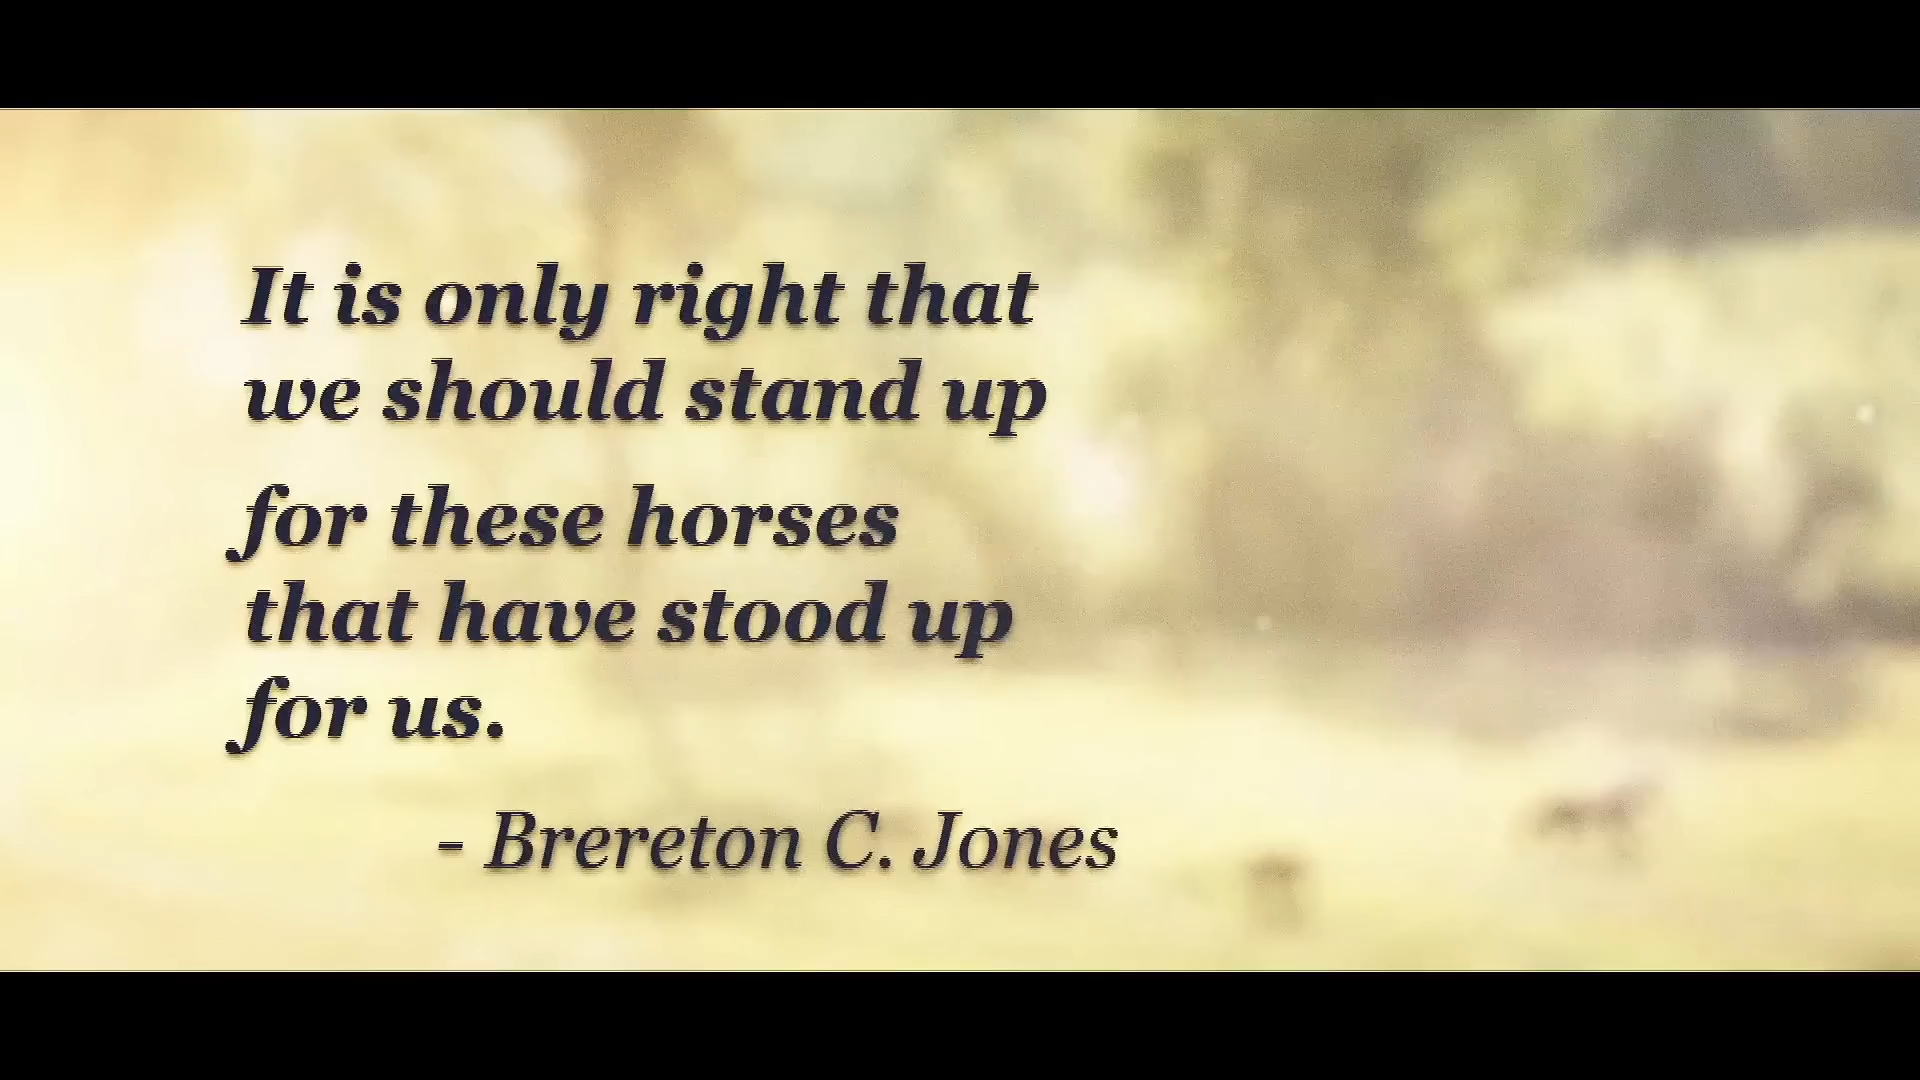 It is only right that
we should stand up
for these horses
that have stood up
for us.
- Brereton C. Jones